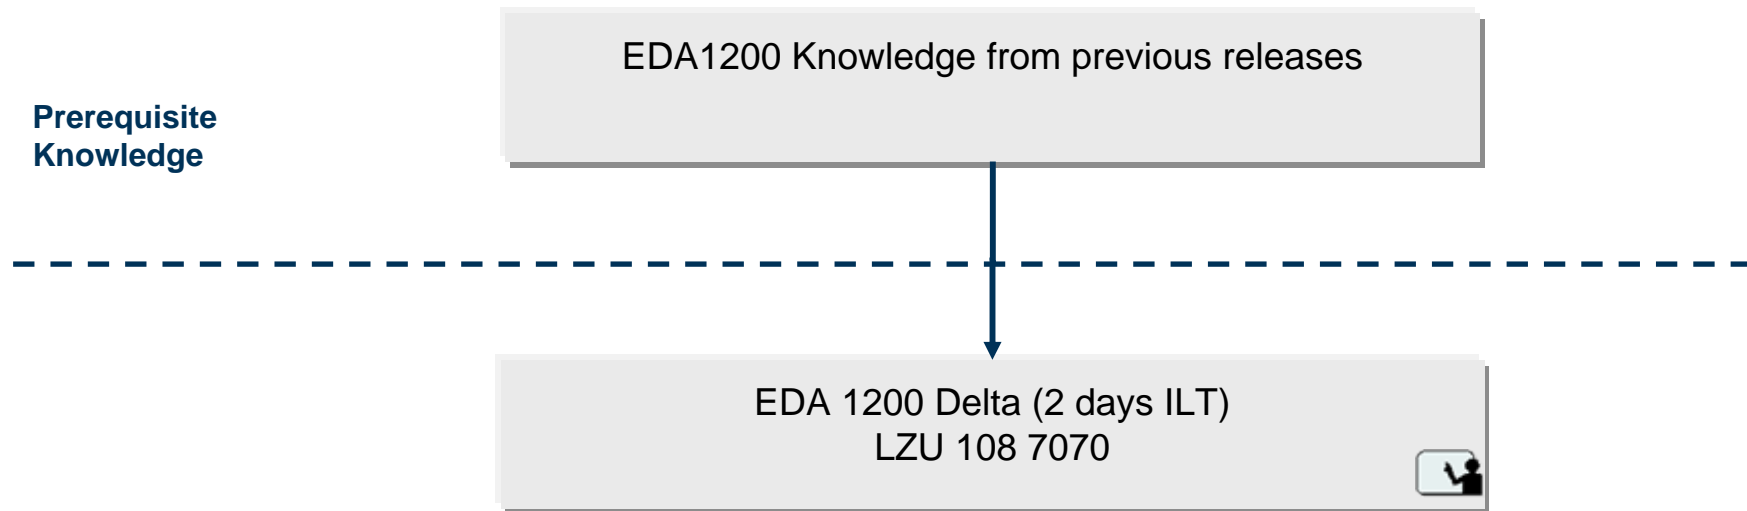 EDA1200 Knowledge from previous releases
Prerequisite
Knowledge
EDA 1200 Delta (2 days ILT)
LZU 108 7070